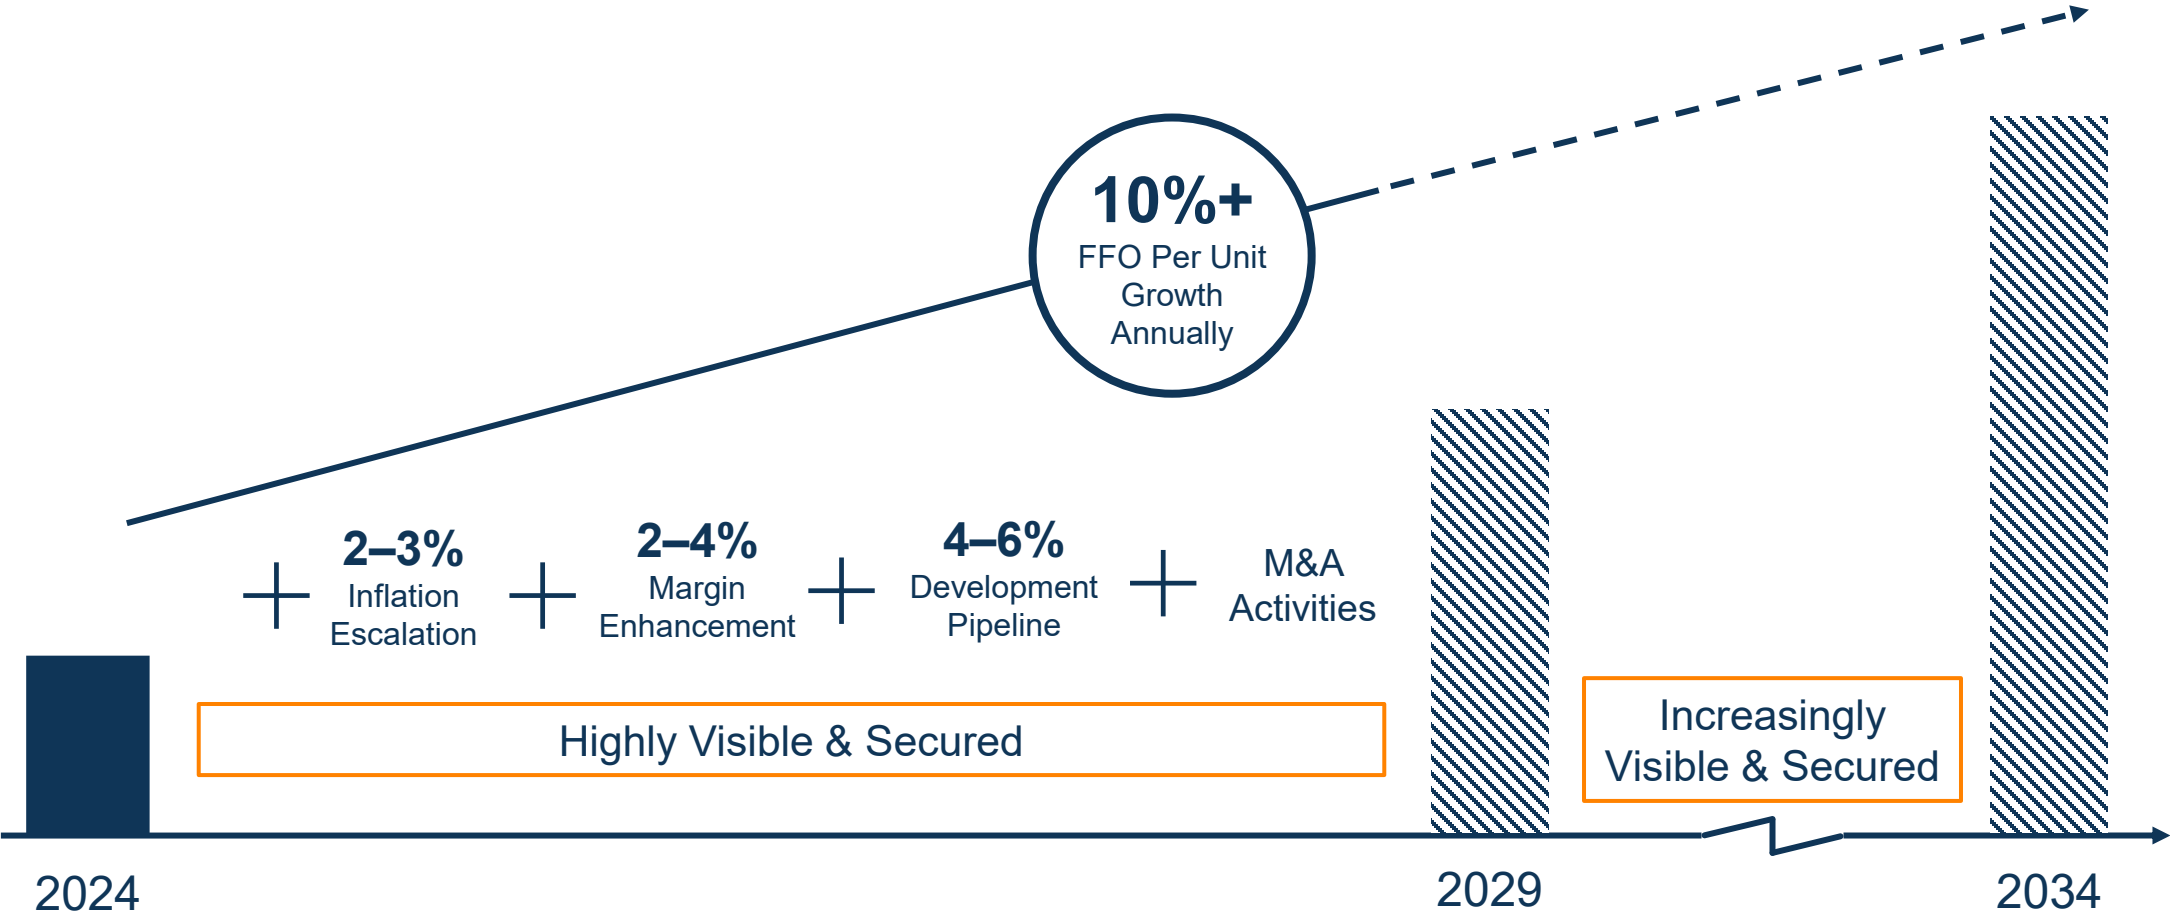 10%+
FFO Per Unit
Growth
Annually
2–3%
Inflation
Escalation
2–4%
Margin
Enhancement
4–6%
Development
Pipeline
M&A
Activities
Highly Visible & Secured
Increasingly
Visible & Secured
2024
2029
2034